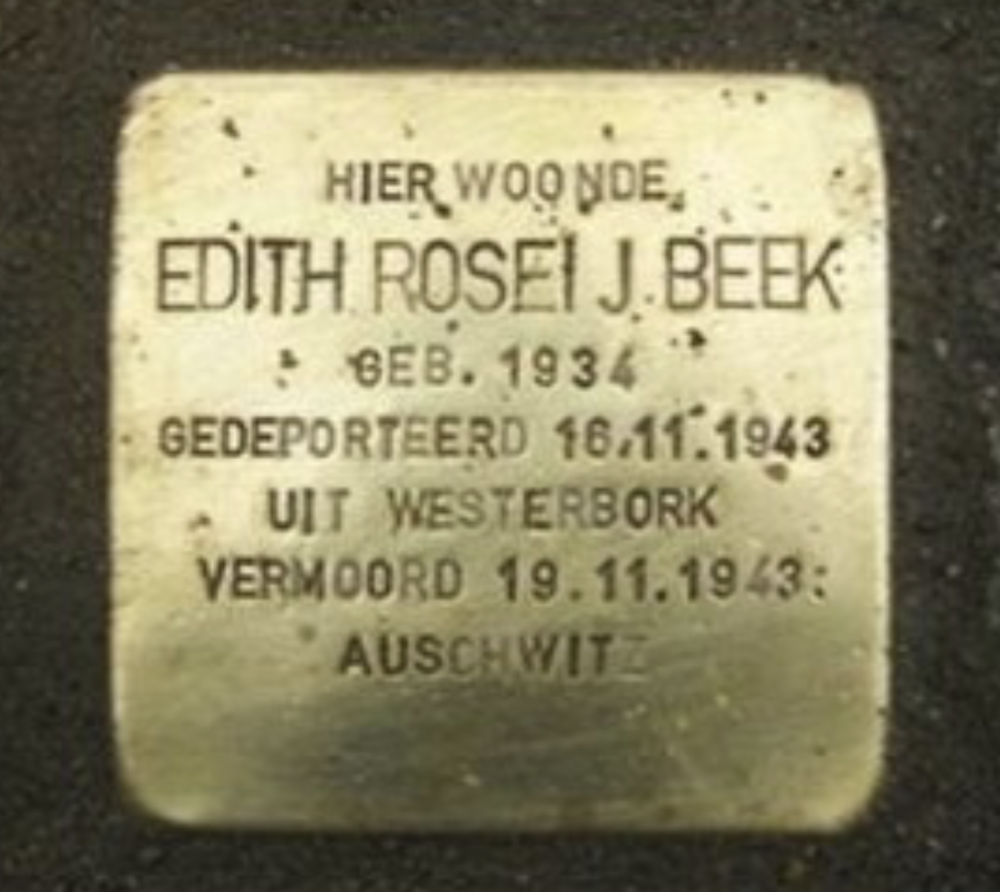 HIER WOONDE
EDITH ROSEI J. BEEK
GEB. 1934
GEDEPORTEERD 16.11.1943
UIT WESTERBORK
VERMOORD 19.11.1943
AUSCHWITZ